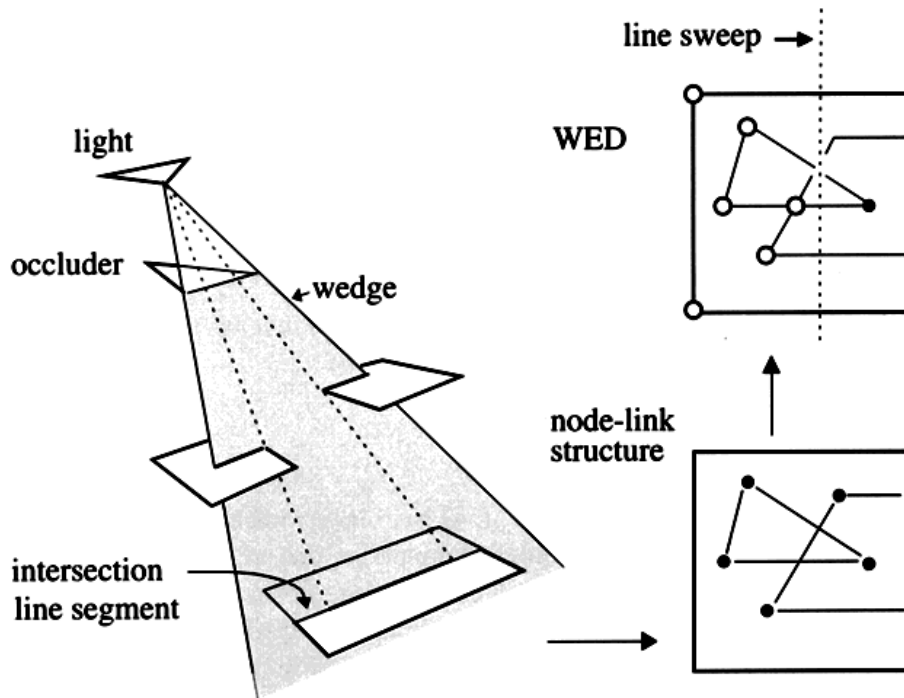 line sweep
WED
light
occluder
wedge
node-link
structure
intersection
line segment